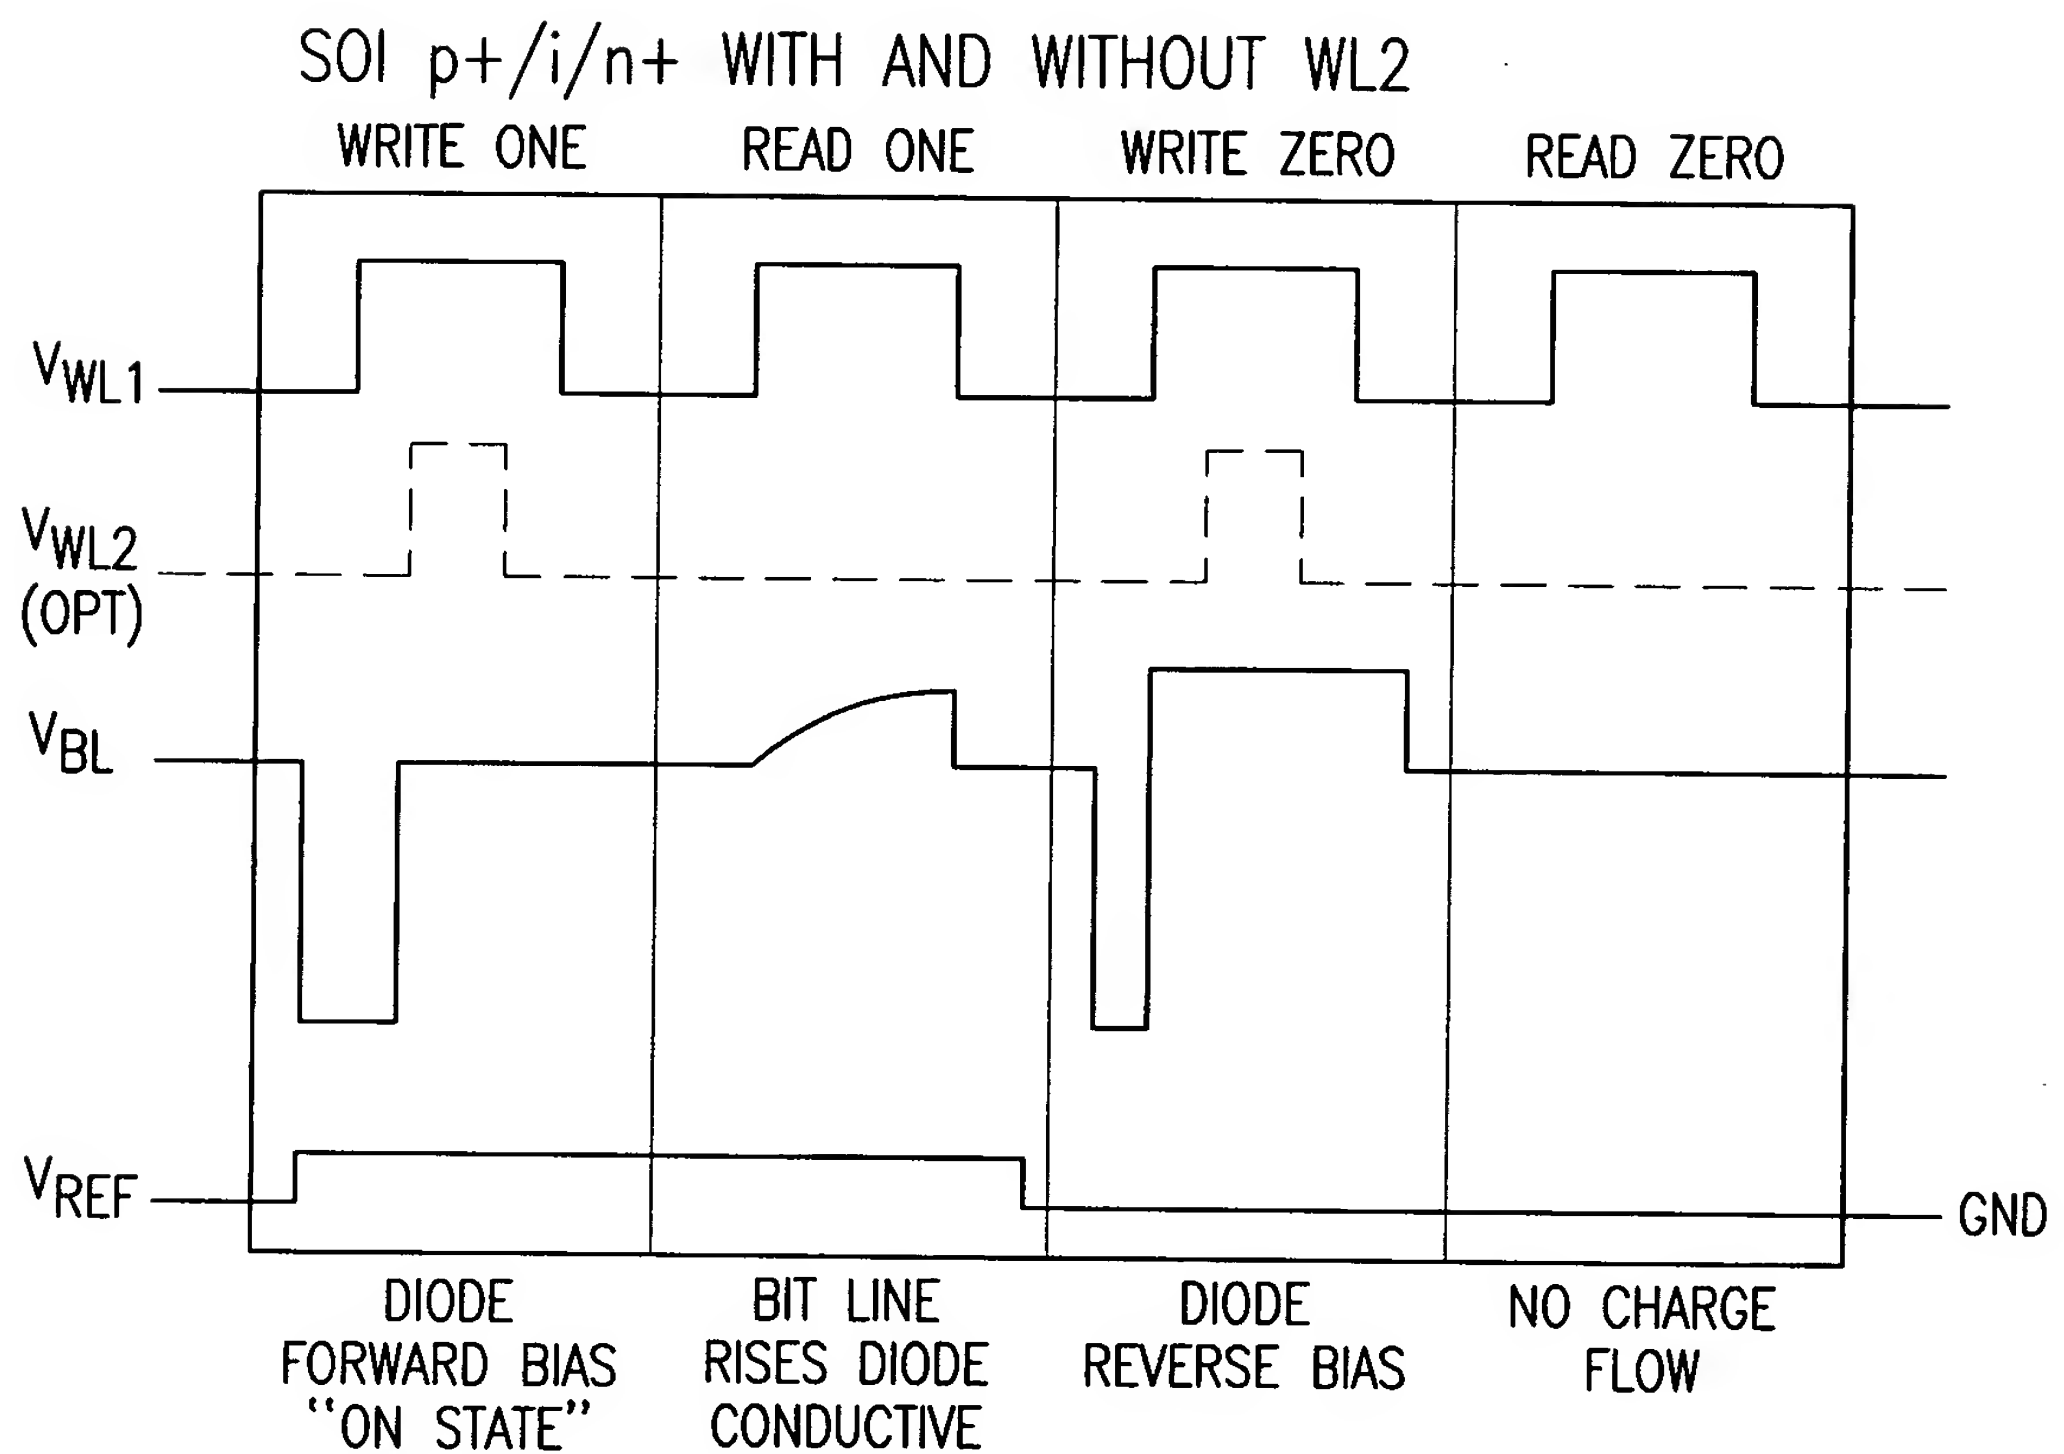 SOI p+/i/n+ WITH AND WITHOUT WL2
WRITE ONE
READ ONE
WRITE ZERO
READ ZERO
VWL1
VWL2
(OPT)
VBL
VREF
GND
DIODE
FORWARD BIAS
“ON STATE”
BIT LINE
RISES DIODE
CONDUCTIVE
DIODE
REVERSE BIAS
NO CHARGE
FLOW